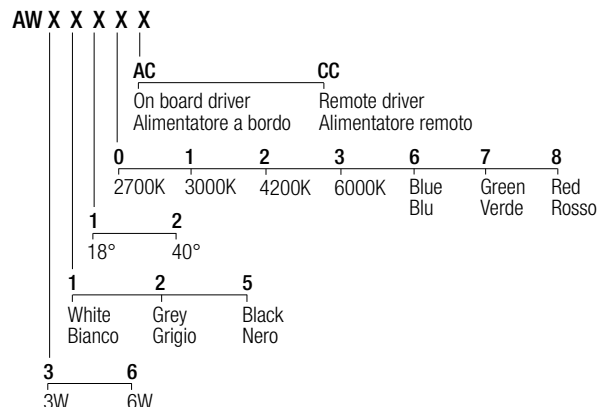 AW X X X X X
AC CC
On board driver Remote driver
Alimentatore a bordo Alimentatore remoto
0 1 2 3 6 7 8
2700K 3000K 4200K 6000K Blue Green Red
Blu Verde Rosso
1 2
18° 40°
1 2 5
White Grey Black
Bianco Grigio Nero
3 6
3W 6W